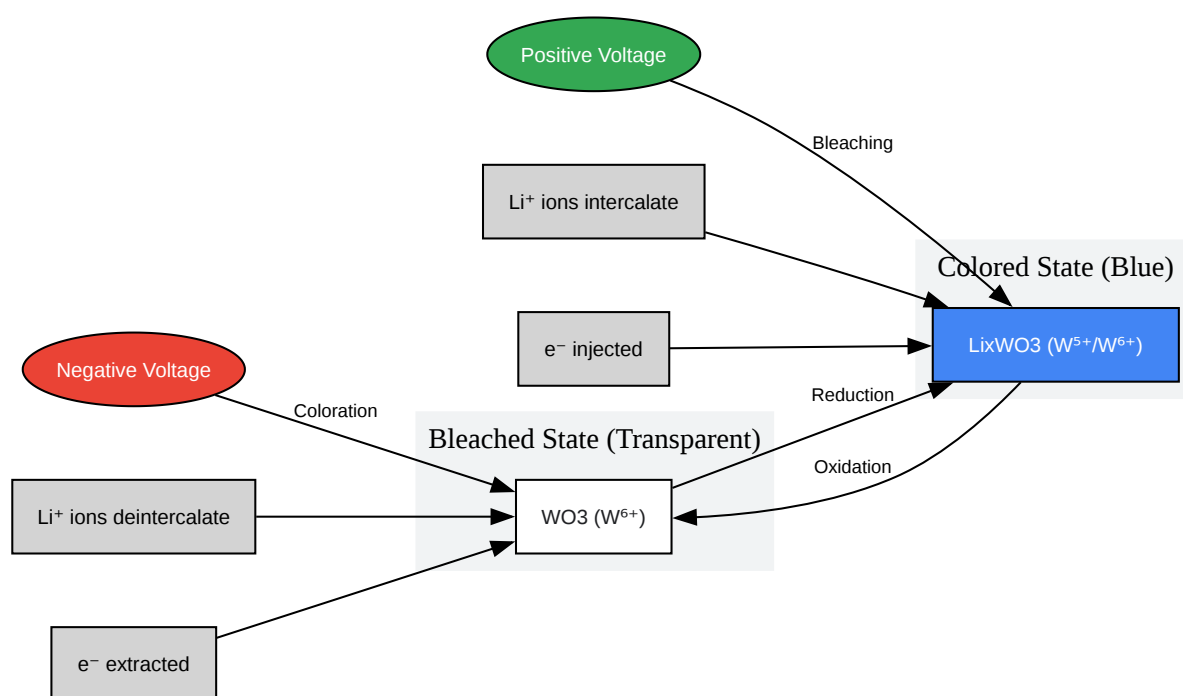 Positive Voltage
Bleaching
Li⁺ ions intercalate
Colored State (Blue)
e⁻ injected
LixWO3 (W⁵⁺/W⁶⁺)
Negative Voltage
Coloration
Reduction
Bleached State (Transparent)
Oxidation
Li⁺ ions deintercalate
WO3 (W⁶⁺)
e⁻ extracted